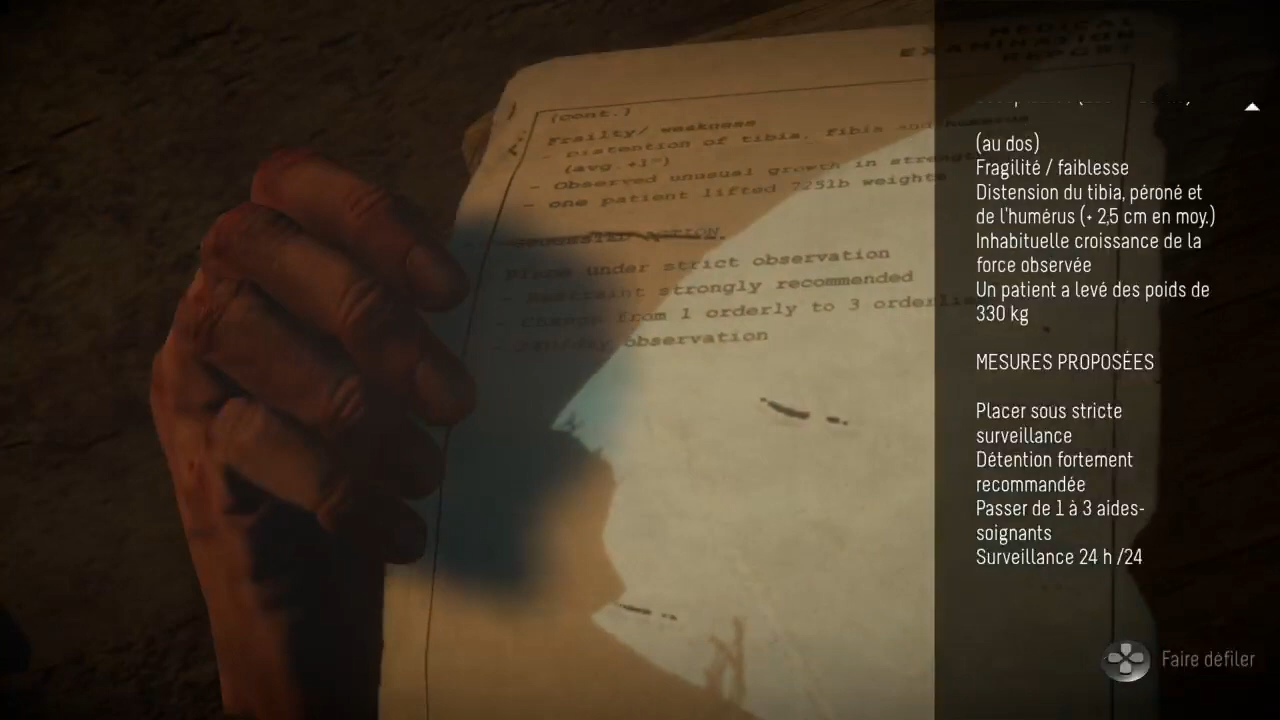 MEDICAL
EXAMINATION
REPORT
(cont.)
Frailty/ weakness
- Distention of tibia, fibia and humerus
(avg. +1")
- Observed unusual growth in strength
- one patient lifted 725lb weights
SUGGESTED ACTION
Place under strict observation
- Restraint strongly recommended
- Change from 1 orderly to 3 orderlies
observation
(au dos)
Fragilité / faiblesse
Distension du tibia, péroné et
de l'humérus (+ 2,5 cm en moy.)
Inhabituelle croissance de la
force observée
Un patient a levé des poids de
330 kg
MESURES PROPOSÉES
Placer sous stricte
surveillance
Détention fortement
recommandée
Passer de 1 à 3 aides-
soignants
Surveillance 24 h /24
Faire défiler